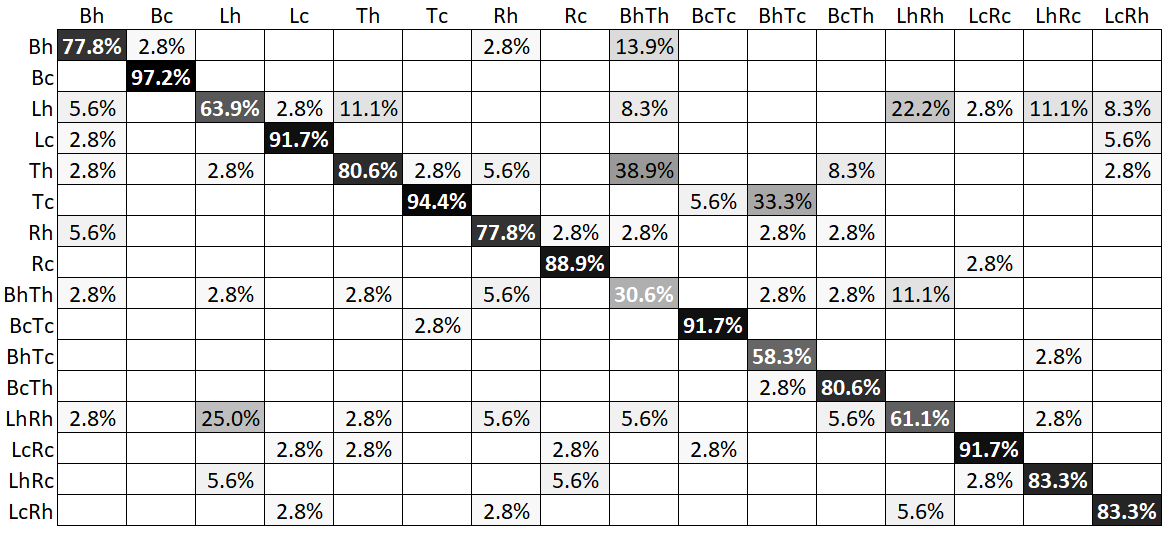 Bh Bc Lh Lc Th Tc Rh Rc BhTh BcTc BhTc BcTh LhRh LcRc LhRc LcRh
Bh 77.8% 2.8% 2.8% 13.9%
Bc 97.2%
Lh 5.6% 63.9% 2.8% 11.1% 8.3% 22.2% 2.8% 11.1% 8.3%
Lc 2.8% 91.7% 5.6%
Th 2.8% 2.8% 80.6% 2.8% 5.6% 38.9% 8.3% 2.8%
Tc 94.4% 5.6% 33.3%
Rh 5.6% 77.8% 2.8% 2.8% 2.8% 2.8%
Rc 88.9% 2.8%
BhTh 2.8% 2.8% 2.8% 5.6% 30.6% 2.8% 2.8% 11.1%
BcTc 2.8% 91.7%
BhTc 58.3% 2.8%
BcTh 2.8% 80.6%
LhRh 2.8% 25.0% 2.8% 5.6% 5.6% 5.6% 61.1% 2.8%
LcRc 2.8% 2.8% 2.8% 2.8% 91.7%
LhRc 5.6% 5.6% 2.8% 83.3%
LcRh 2.8% 2.8% 5.6% 83.3%